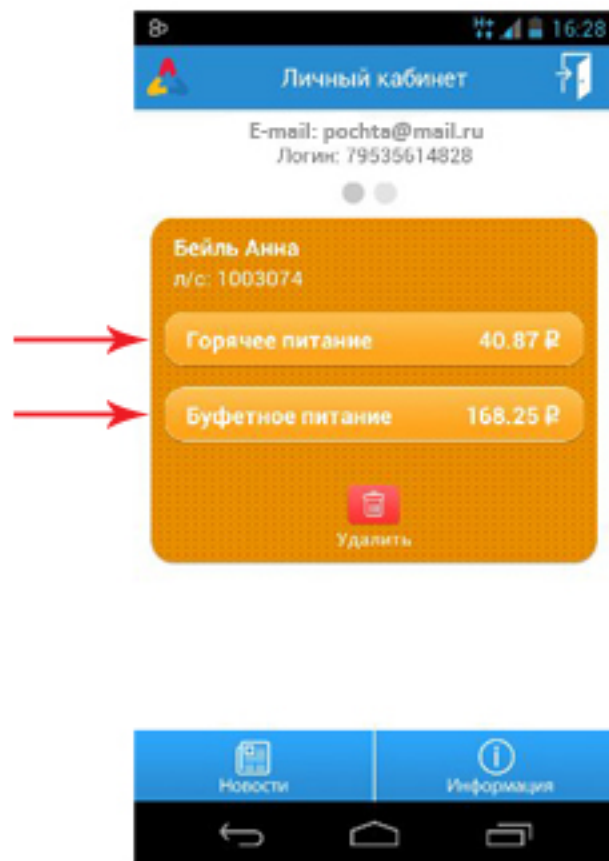 16:28
Личный кабинет
E-mail: pochta@mail.ru
Логин: 79535614828
Бейль Анна
л/с: 1003074
Горячее питание 40.87 ₽
Буфетное питание 168.25 ₽
Удалить
Новости Информация